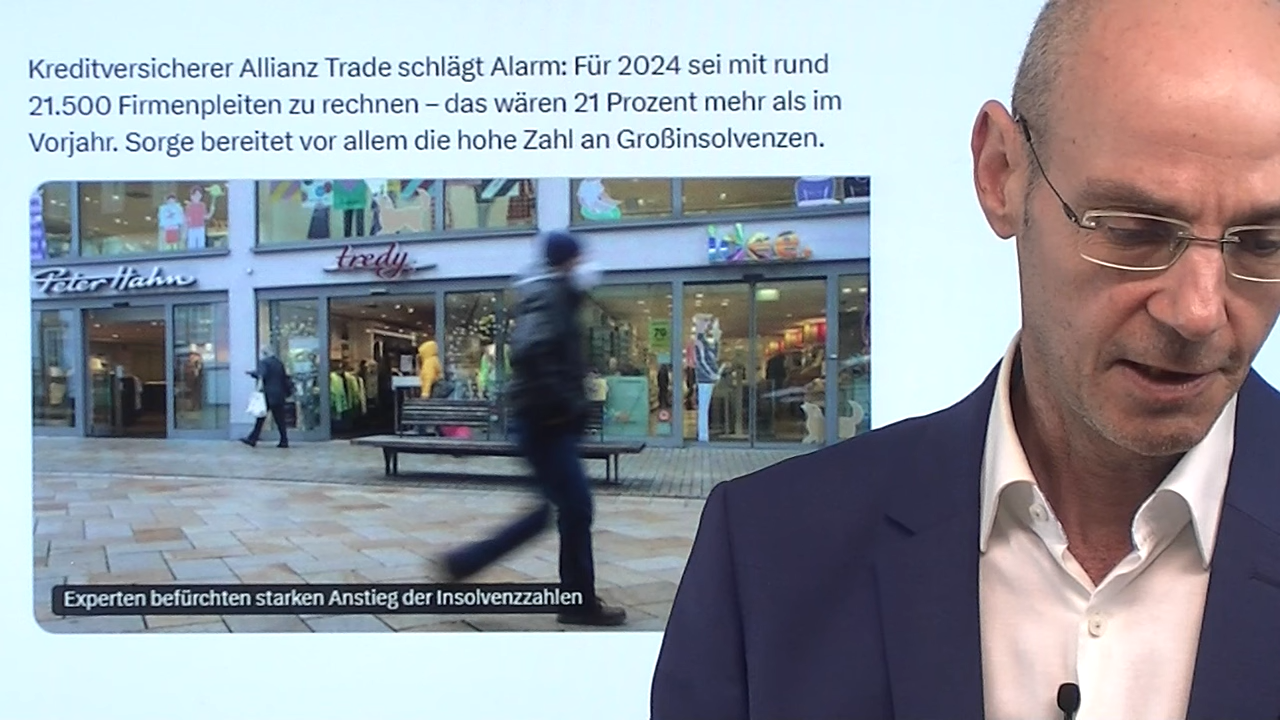 Kreditversicherer Allianz Trade schlägt Alarm: Für 2024 sei mit rund
21.500 Firmenpleiten zu rechnen – das wären 21 Prozent mehr als im
Vorjahr. Sorge bereitet vor allem die hohe Zahl an Großinsolvenzen.
Peter Hahn
tredy
Experten befürchten starken Anstieg der Insolvenzzahlen